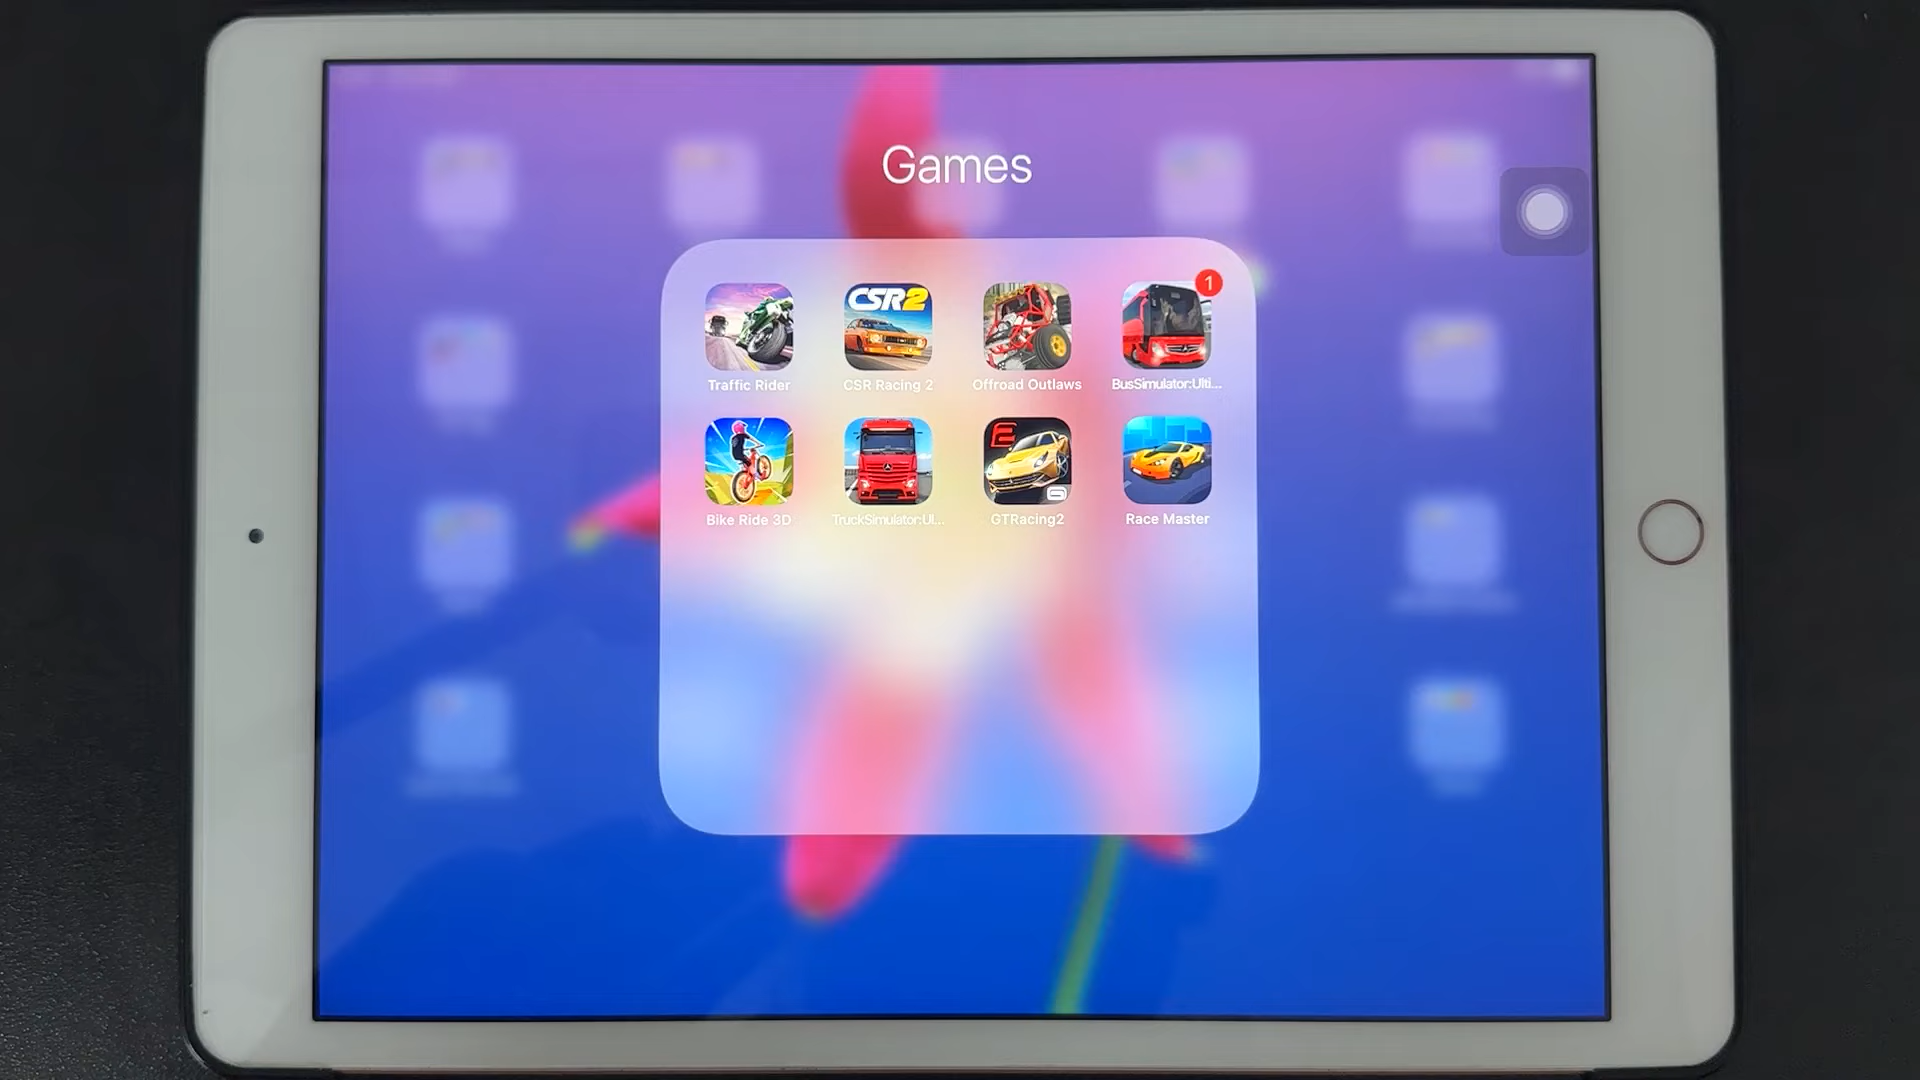 Games
1
CSR2
Traffic Rider
CSR Racing 2
Offroad Outlaws
BusSimulator:Ulti...
Bike Ride 3D
TruckSimulator:Ul...
GTRacing2
Race Master